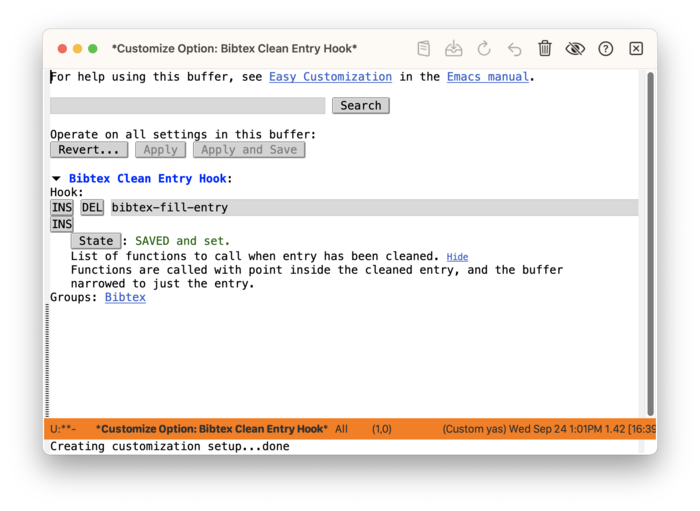 *Customize Option: Bibtex Clean Entry Hook*
For help using this buffer, see Easy Customization in the Emacs manual.
Search
Operate on all settings in this buffer:
Revert... Apply Apply and Save
Bibtex Clean Entry Hook:
Hook:
INS DEL bibtex-fill-entry
INS
State : SAVED and set.
List of functions to call when entry has been cleaned. Hide
Functions are called with point inside the cleaned entry, and the buffer
narrowed to just the entry.
Groups: Bibtex
U:**- *Customize Option: Bibtex Clean Entry Hook* All (1,0) (Custom yas) Wed Sep 24 1:01PM 1.42 [16:39
Creating customization setup...done